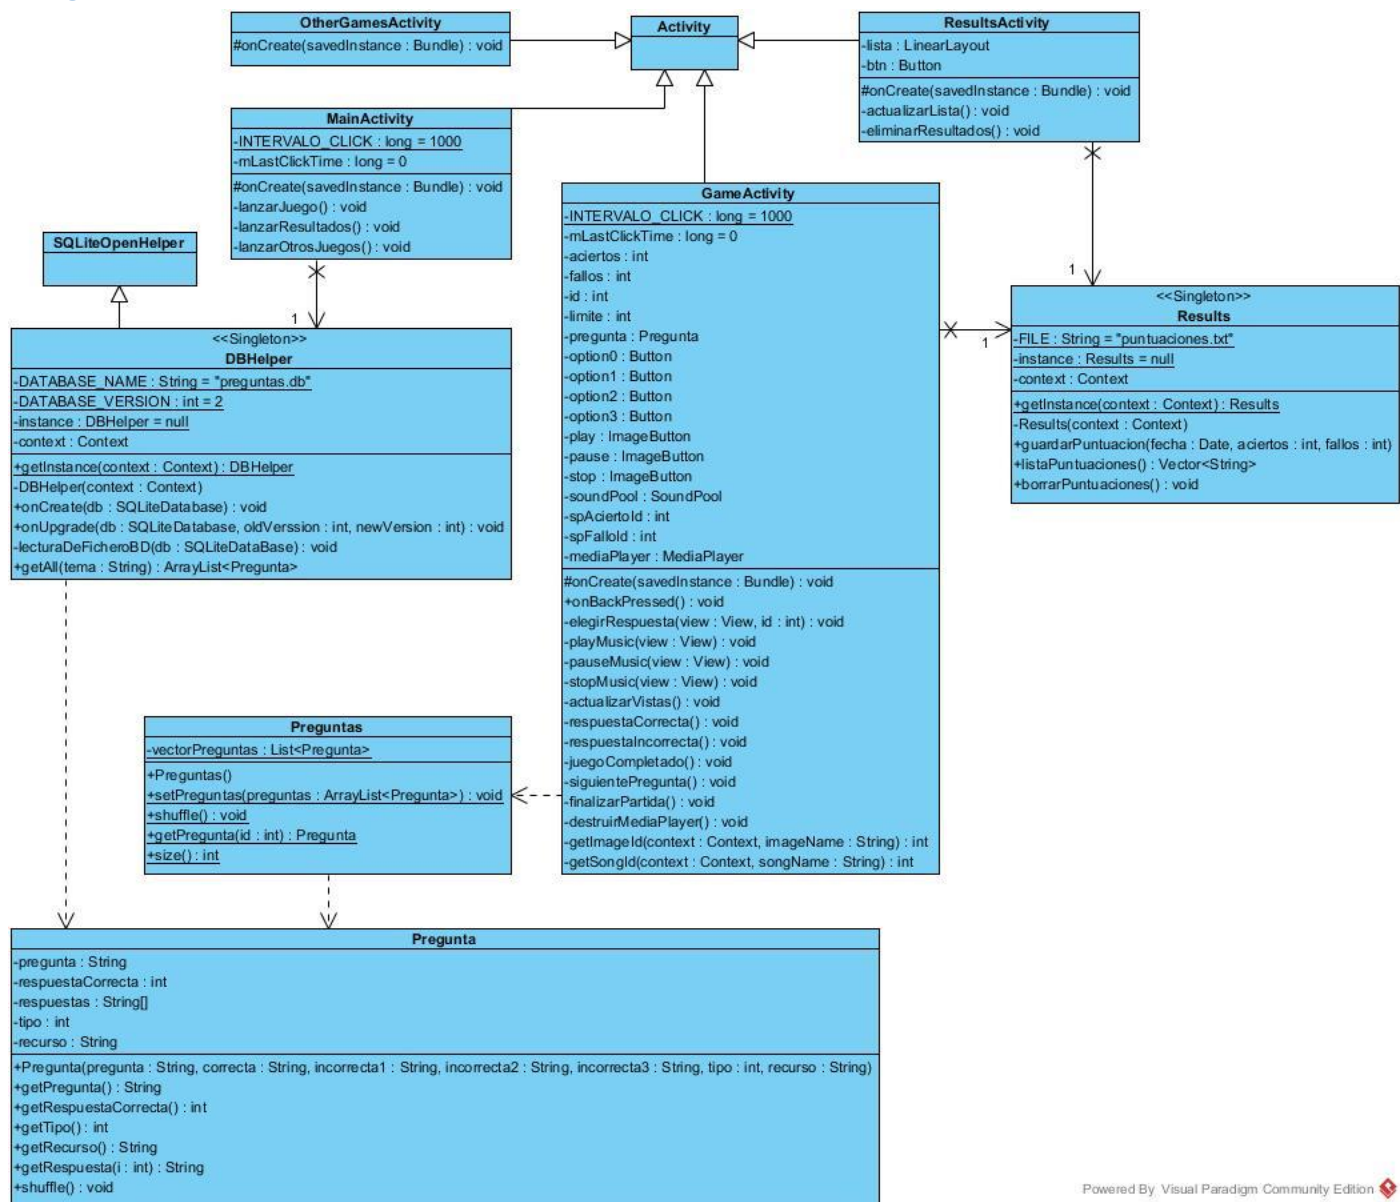 OtherGamesActivity
#onCreate(savedInstance : Bundle) : void
Activity
ResultsActivity
-lista : LinearLayout
-btn : Button
#onCreate(savedInstance : Bundle) : void
-actualizarLista() : void
-eliminarResultados() : void
MainActivity
-INTERVALO_CLICK : long = 1000
-mLastClickTime : long = 0
#onCreate(savedInstance : Bundle) : void
-lanzarJuego() : void
-lanzarResultados() : void
-lanzarOtrosJuegos() : void
SQLiteOpenHelper
1
<<Singleton>>
DBHelper
-DATABASE_NAME : String = "preguntas.db"
-DATABASE_VERSION : int = 2
-instance : DBHelper = null
-context : Context
+getInstance(context : Context) : DBHelper
-DBHelper(context : Context)
+onCreate(db : SQLiteDatabase) : void
+onUpgrade(db : SQLiteDatabase, oldVerssion : int, newVersion : int) : void
-lecturaDeFicheroBD(db : SQLiteDataBase) : void
+getAll(tema : String) : ArrayList<Pregunta>
GameActivity
-INTERVALO_CLICK : long = 1000
-mLastClickTime : long = 0
-aciertos : int
-fallos : int
-id : int
-limite : int
-pregunta : Pregunta
-option0 : Button
-option1 : Button
-option2 : Button
-option3 : Button
-play : ImageButton
-pause : ImageButton
-stop : ImageButton
-soundPool : SoundPool
-spAciertoId : int
-spFalloId : int
-mediaPlayer : MediaPlayer
#onCreate(savedInstance : Bundle) : void
+onBackPressed() : void
-elegirRespuesta(view : View, id : int) : void
-playMusic(view : View) : void
-pauseMusic(view : View) : void
-stopMusic(view : View) : void
-actualizarVistas() : void
-respuestaCorrecta() : void
-respuestaIncorrecta() : void
-juegoCompletado() : void
-siguientePregunta() : void
-finalizarPartida() : void
-destruirMediaPlayer() : void
-getImageId(context : Context, imageName : String) : int
-getSongId(context : Context, songName : String) : int
1
1
<<Singleton>>
Results
-FILE : String = "puntuaciones.txt"
-instance : Results = null
-context : Context
+getInstance(context : Context) : Results
-Results(context : Context)
+guardarPuntuacion(fecha : Date, aciertos : int, fallos : int)
+listaPuntuaciones() : Vector<String>
+borrarPuntuaciones() : void
Preguntas
-vectorPreguntas : List<Pregunta>
+Preguntas()
+setPreguntas(preguntas : ArrayList<Pregunta>) : void
+shuffle() : void
+getPregunta(id : int) : Pregunta
+size() : int
Pregunta
-pregunta : String
-respuestaCorrecta : int
-respuestas : String[]
-tipo : int
-recurso : String
+Pregunta(pregunta : String, correcta : String, incorrecta1 : String, incorrecta2 : String, incorrecta3 : String, tipo : int, recurso : String)
+getPregunta() : String
+getRespuestaCorrecta() : int
+getTipo() : int
+getRecurso() : String
+getRespuesta(i : int) : String
+shuffle() : void
Powered By Visual Paradigm Community Edition